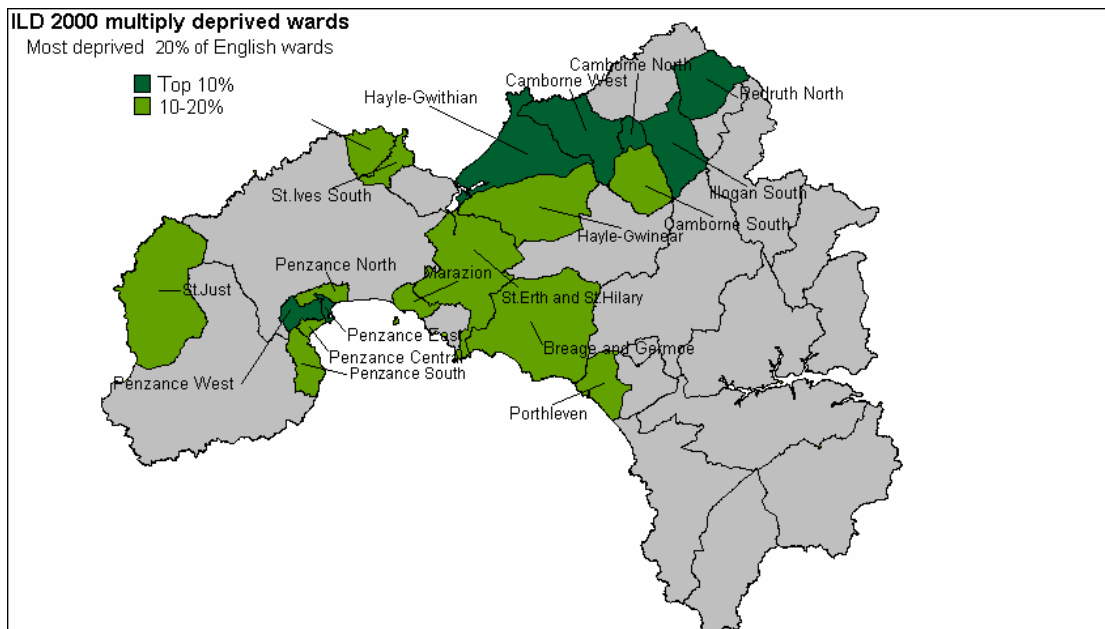 ILD 2000 multiply deprived wards
Most deprived 20% of English wards
Top 10%
10-20%
Camborne North
Camborne West
Hayle-Gwithian
Redruth North
St.Ives South
Illogan South
Camborne South
Hayle-Gwinear
Penzance North
Marazion
St.Just
St.Erth and St.Hilary
Penzance East
Breage and Germoe
Penzance Central
Penzance South
Penzance West
Porthleven